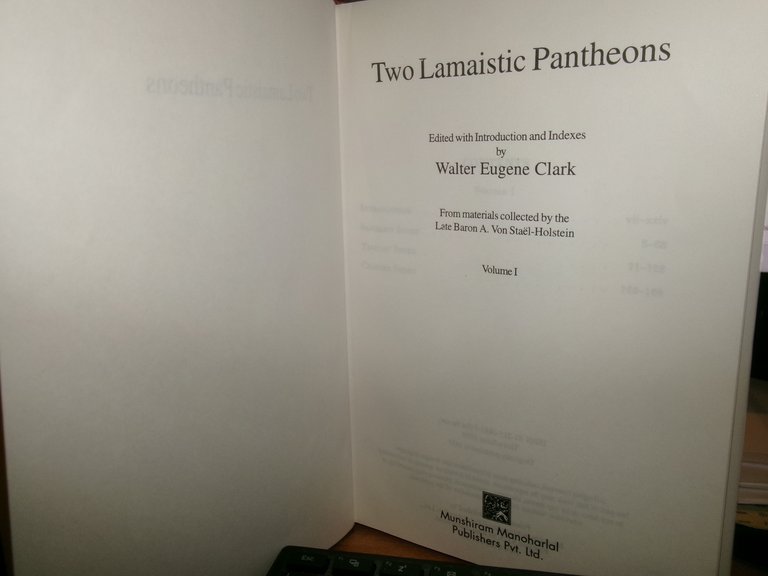 Two Lamaistic Pantheons
Edited with Introduction and Indexes
by
Walter Eugene Clark
From materials collected by the
Late Baron A. Von Staël-Holstein
Volume I
Munshiram Manoharlal
Publishers Pvt. Ltd.
ESC